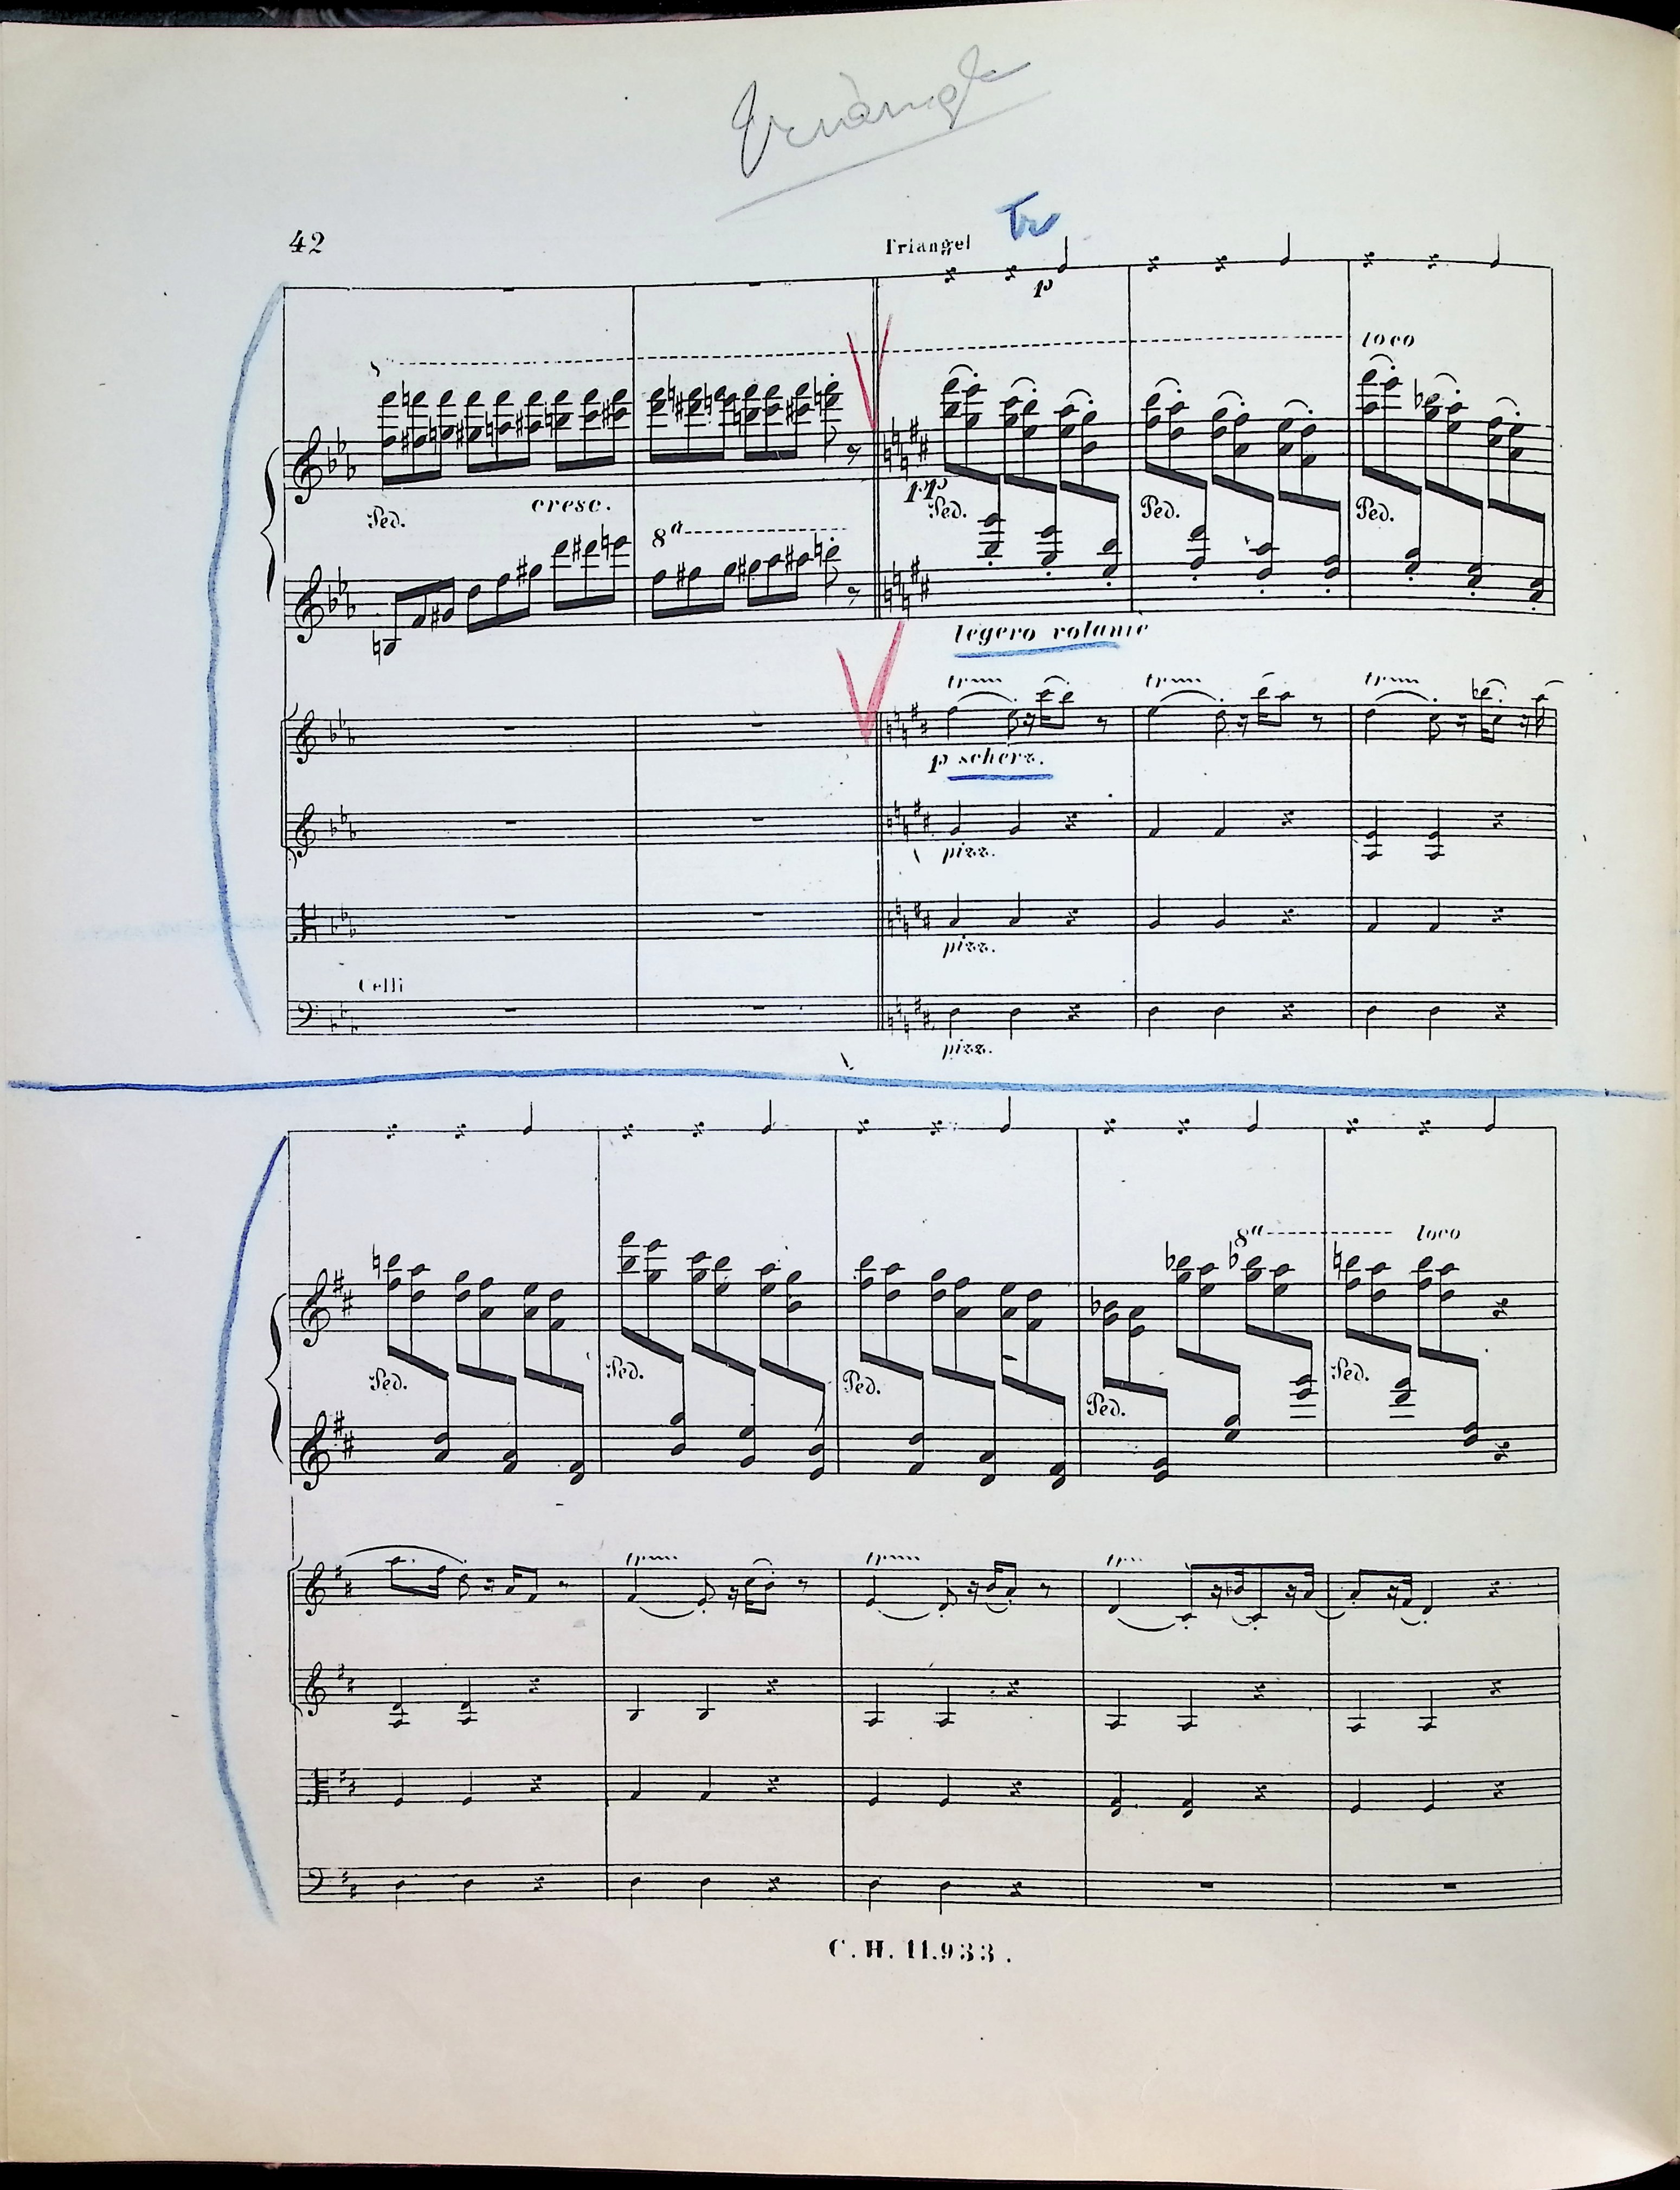 Triangle
42
Triangel Tr
p
loco
Ped. cresc. pp Ped. Ped. Ped.
8a
legero volante
tr tr tr
p scherz.
pizz.
pizz.
Celli
pizz.
8a loco
Ped. Ped. Ped. Ped. Ped.
tr tr tr
C. H. 11.933.